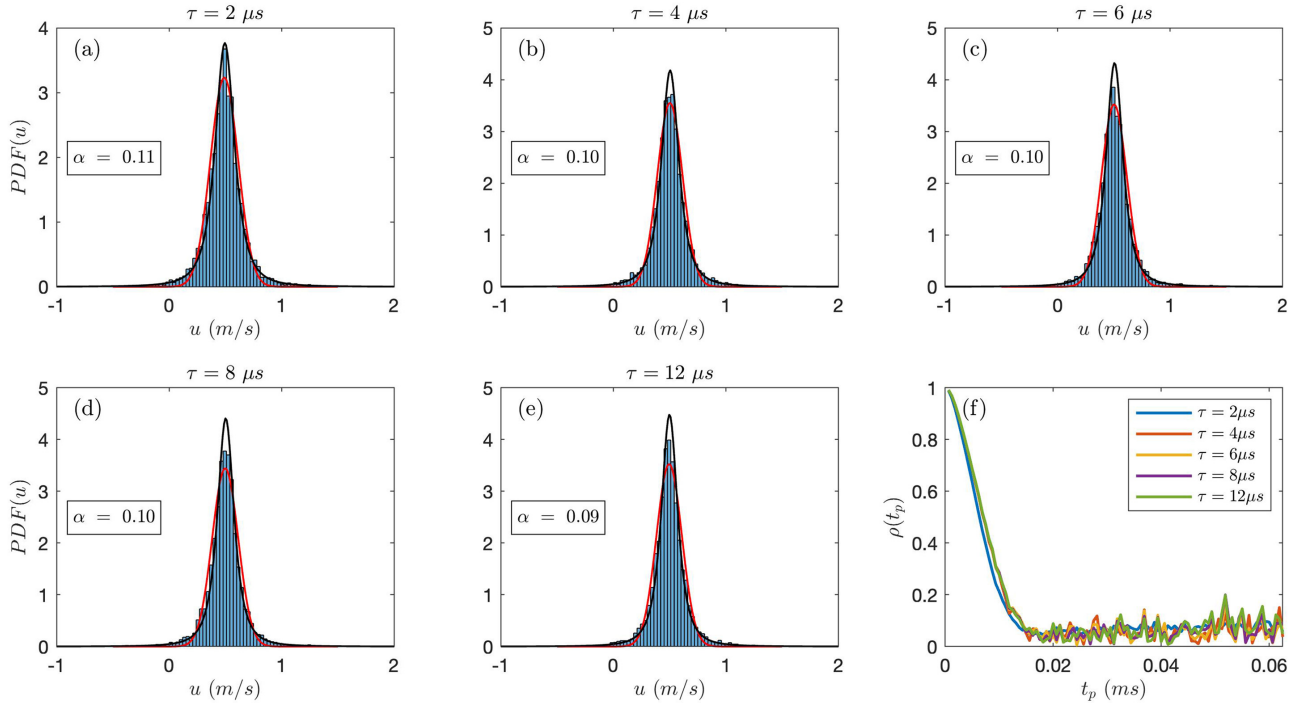 τ = 2 μs
(a)
α = 0.11
PDF(u)
4
3
2
1
0
-1 0 1 2
u (m/s)
τ = 4 μs
(b)
α = 0.10
5
4
3
2
1
0
-1 0 1 2
u (m/s)
τ = 6 μs
(c)
α = 0.10
5
4
3
2
1
0
-1 0 1 2
u (m/s)
τ = 8 μs
(d)
α = 0.10
PDF(u)
5
4
3
2
1
0
-1 0 1 2
u (m/s)
τ = 12 μs
(e)
α = 0.09
5
4
3
2
1
0
-1 0 1 2
u (m/s)
(f)
τ = 2μs
τ = 4μs
τ = 6μs
τ = 8μs
τ = 12μs
ρ(t_p)
1
0.8
0.6
0.4
0.2
0
0 0.02 0.04 0.06
t_p (ms)